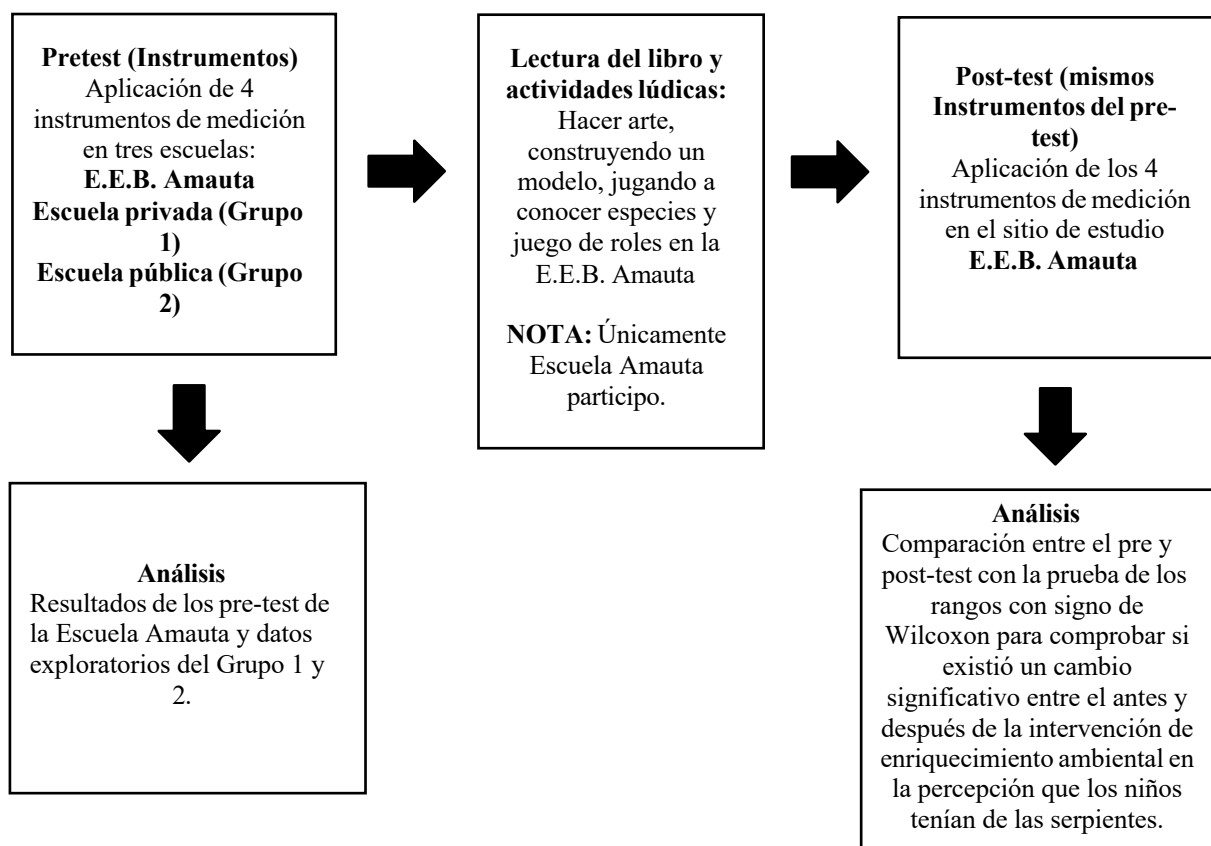 Pretest (Instrumentos)
Aplicación de 4
instrumentos de medición
en tres escuelas:
E.E.B. Amauta
Escuela privada (Grupo
1)
Escuela pública (Grupo
2)
Lectura del libro y
actividades lúdicas:
Hacer arte,
construyendo un
modelo, jugando a
conocer especies y
juego de roles en la
E.E.B. Amauta
NOTA: Únicamente
Escuela Amauta
participo.
Post-test (mismos
Instrumentos del pre-
test)
Aplicación de los 4
instrumentos de medición
en el sitio de estudio
E.E.B. Amauta
Análisis
Resultados de los pre-test de
la Escuela Amauta y datos
exploratorios del Grupo 1 y
2.
Análisis
Comparación entre el pre y
post-test con la prueba de los
rangos con signo de
Wilcoxon para comprobar si
existió un cambio
significativo entre el antes y
después de la intervención de
enriquecimiento ambiental en
la percepción que los niños
tenían de las serpientes.